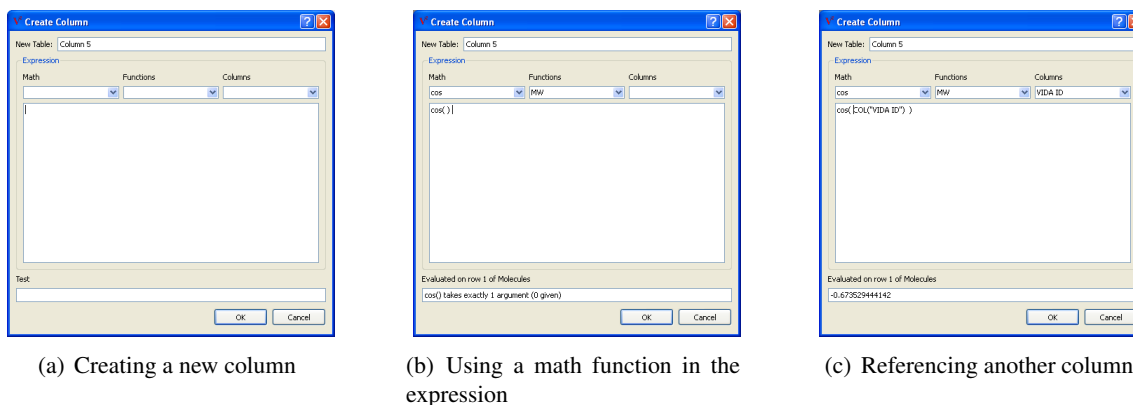 Create Column
New Table: Column 5
Expression
Math Functions Columns
Test
OK Cancel
(a) Creating a new column
Create Column
New Table: Column 5
Expression
Math Functions Columns
cos MW
cos( )
Evaluated on row 1 of Molecules
cos() takes exactly 1 argument (0 given)
OK Cancel
(b) Using a math function in the
expression
Create Column
New Table: Column 5
Expression
Math Functions Columns
cos MW VIDA ID
cos( COL("VIDA ID") )
Evaluated on row 1 of Molecules
-0.673529444142
OK Cancel
(c) Referencing another column